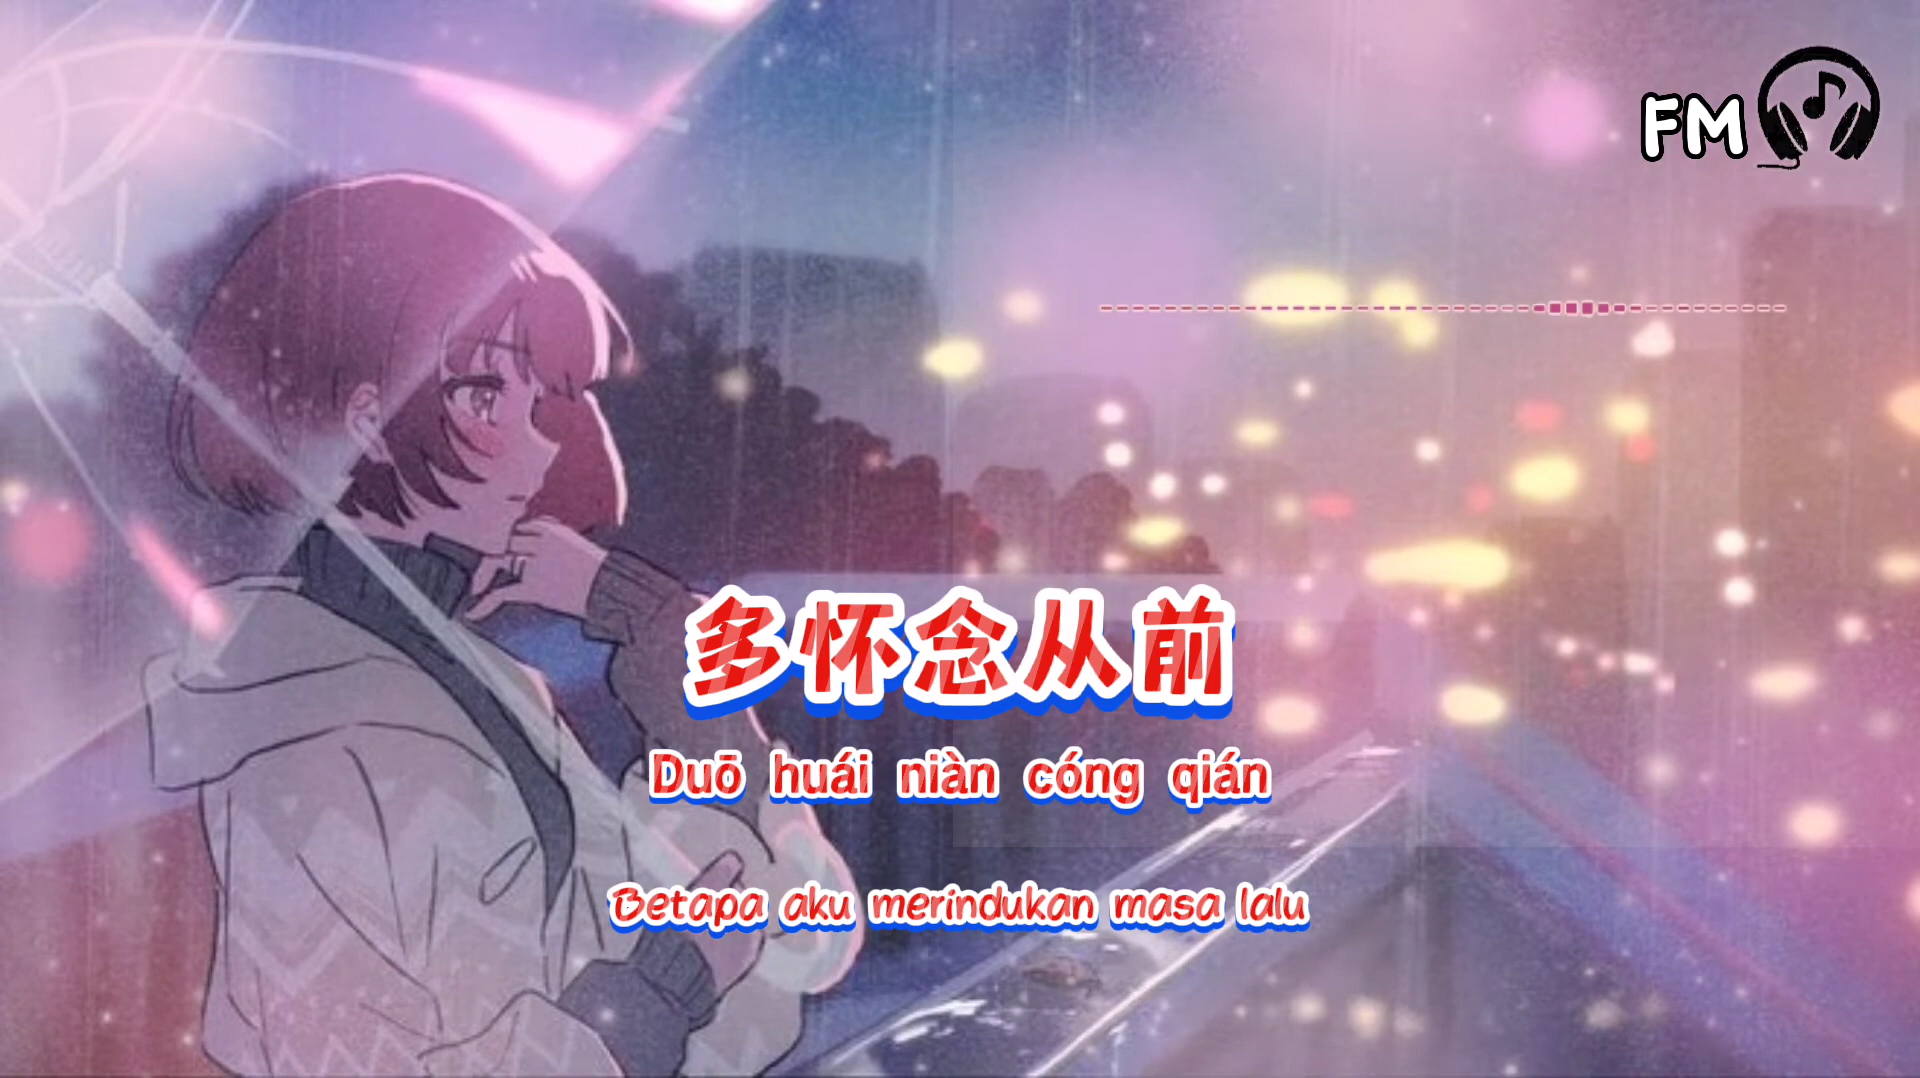 FM
多怀念从前
Duō huái niàn cóng qián
Betapa aku merindukan masa lalu